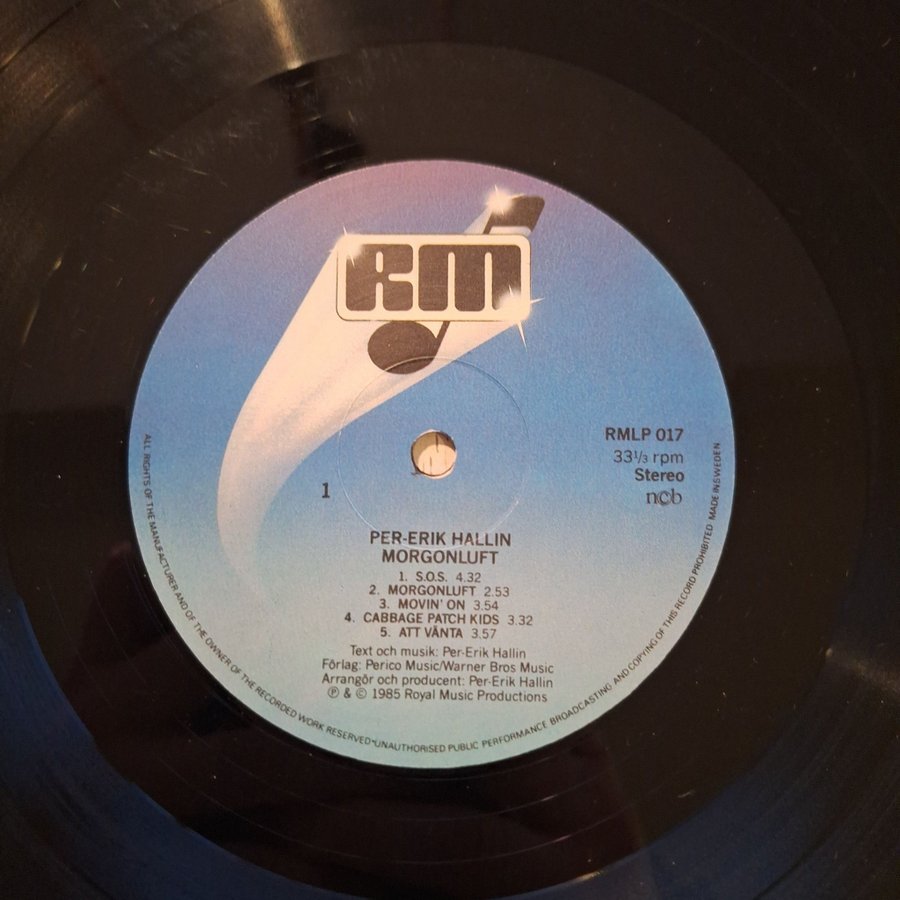 RM
RMLP 017
33⅓ rpm
Stereo
ncb
1
PER-ERIK HALLIN
MORGONLUFT
1. S.O.S. 4.32
2. MORGONLUFT 2.53
3. MOVIN' ON 3.54
4. CABBAGE PATCH KIDS 3.32
5. ATT VÄNTA 3.57
Text och musik: Per-Erik Hallin
Förlag: Perico Music/Warner Bros Music
Arrangör och producent: Per-Erik Hallin
℗ & © 1985 Royal Music Productions
ALL RIGHTS OF THE MANUFACTURER AND OF THE OWNER OF THE RECORDED WORK RESERVED•UNAUTHORISED PUBLIC PERFORMANCE BROADCASTING AND COPYING OF THIS RECORD PROHIBITED MADE IN SWEDEN